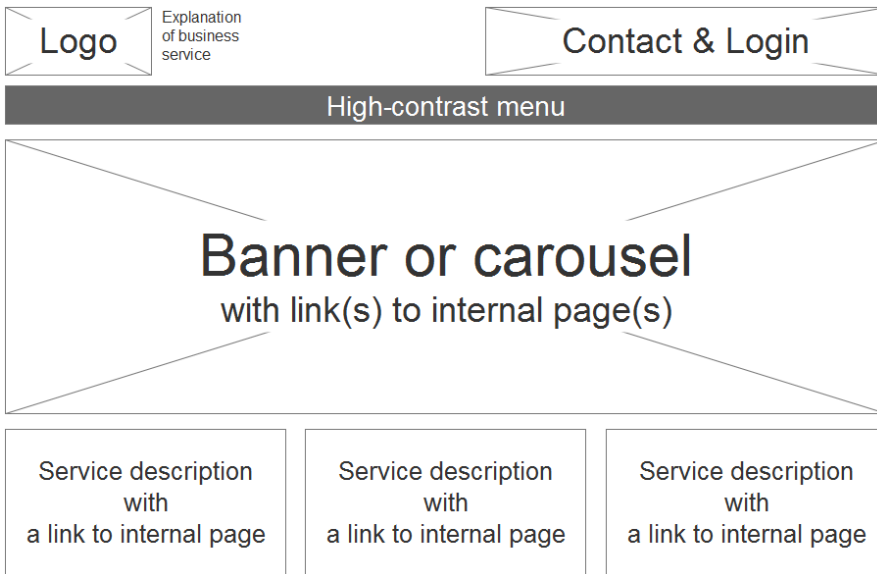 Logo
Explanation
of business
service
Contact & Login
High-contrast menu
Banner or carousel
with link(s) to internal page(s)
Service description
with
a link to internal page
Service description
with
a link to internal page
Service description
with
a link to internal page